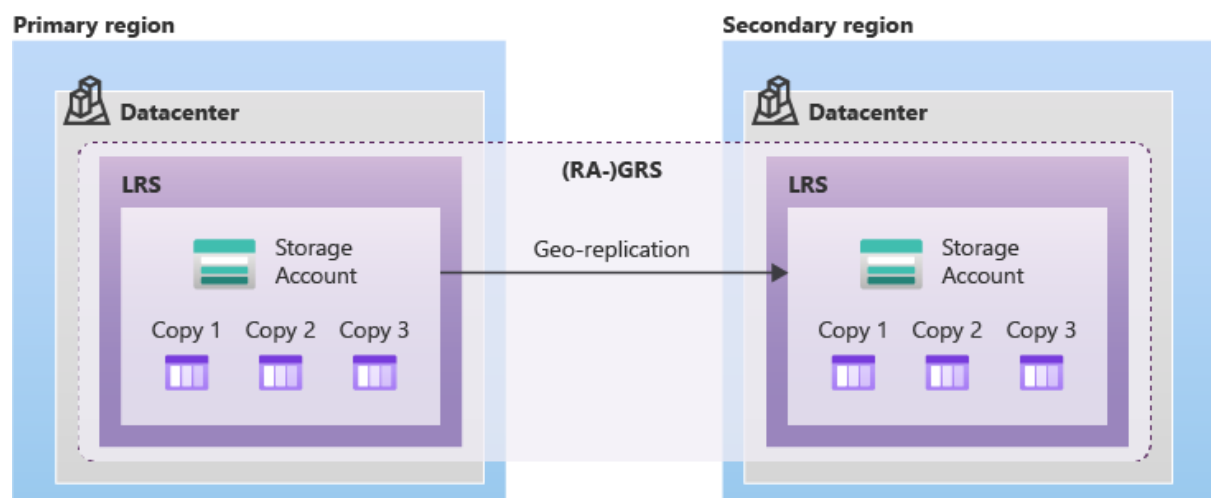 Primary region
Secondary region
Datacenter
Datacenter
(RA-)GRS
LRS
LRS
Storage
Account
Geo-replication
Storage
Account
Copy 1 Copy 2 Copy 3
Copy 1 Copy 2 Copy 3